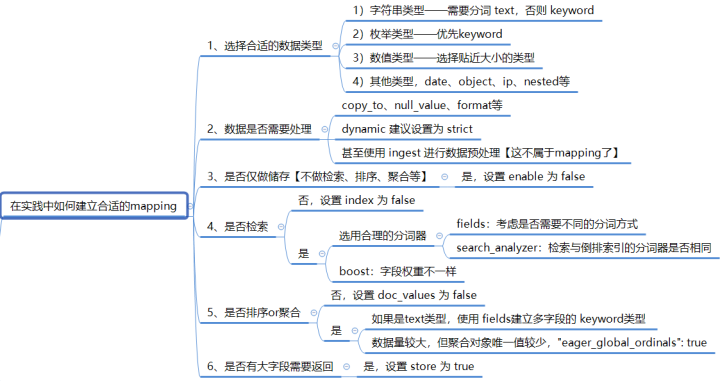 在实践中如何建立合适的mapping
1、选择合适的数据类型
1）字符串类型——需要分词 text，否则 keyword
2）枚举类型——优先keyword
3）数值类型——选择贴近大小的类型
4）其他类型，date、object、ip、nested等
2、数据是否需要处理
copy_to、null_value、format等
dynamic 建议设置为 strict
甚至使用 ingest 进行数据预处理【这不属于mapping了】
3、是否仅做储存【不做检索、排序、聚合等】
是，设置 enable 为 false
4、是否检索
否，设置 index 为 false
是
选用合理的分词器
fields：考虑是否需要不同的分词方式
search_analyzer：检索与倒排索引的分词器是否相同
boost：字段权重不一样
5、是否排序or聚合
否，设置 doc_values 为 false
是
如果是text类型，使用 fields建立多字段的 keyword类型
数据量较大，但聚合对象唯一值较少，"eager_global_ordinals": true
6、是否有大字段需要返回
是，设置 store 为 true